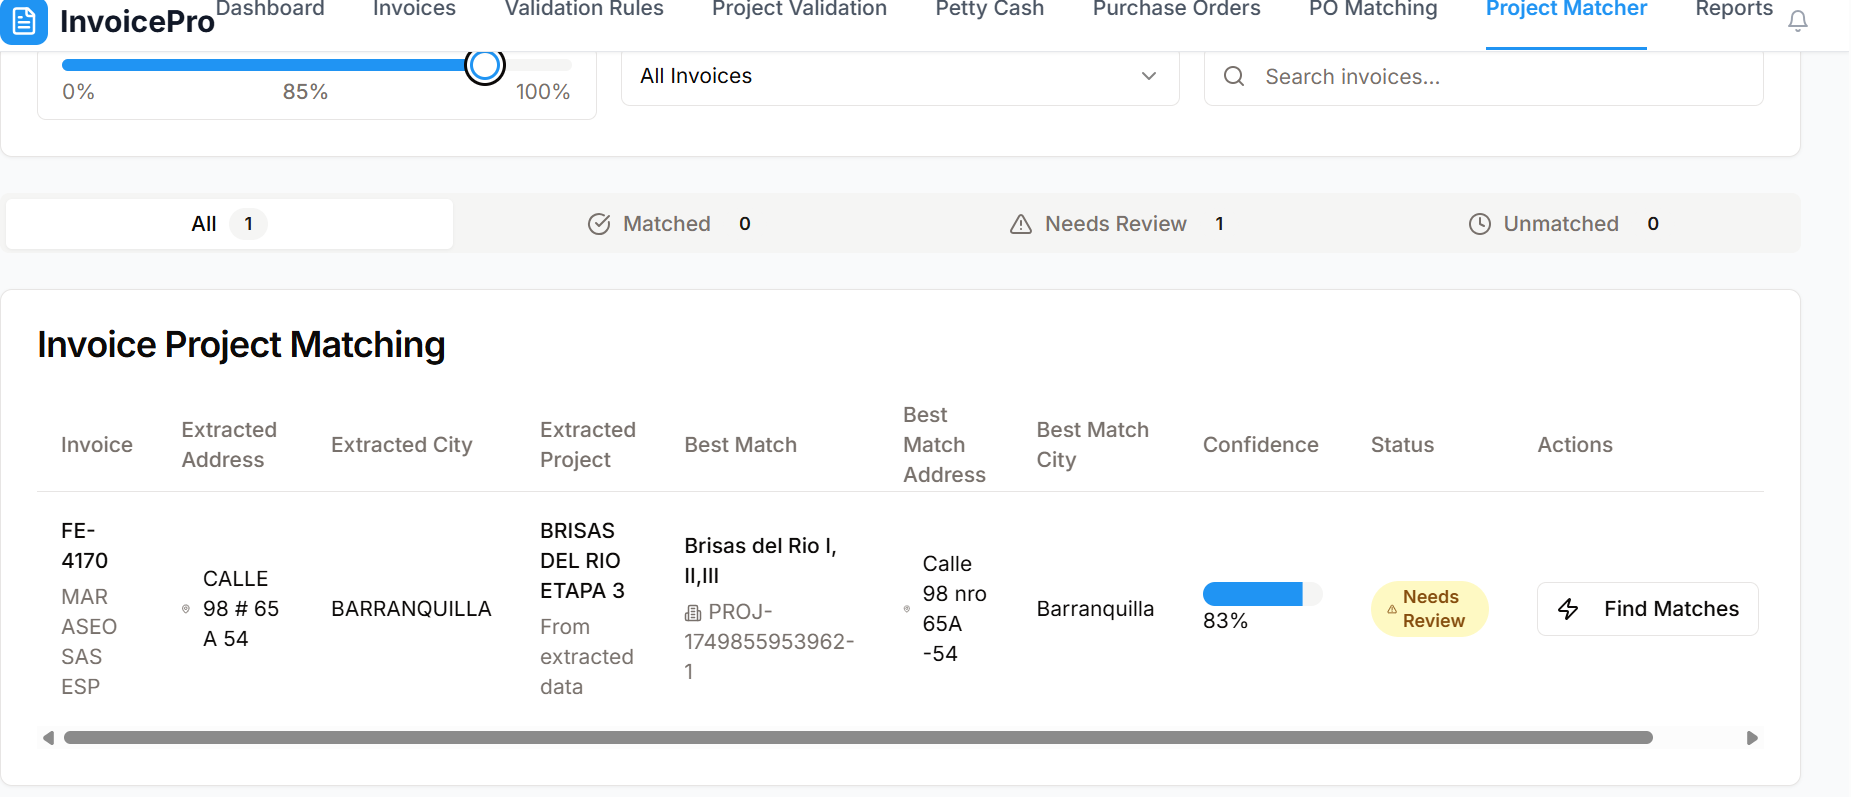 InvoicePro
Dashboard
Invoices
Validation Rules
Project Validation
Petty Cash
Purchase Orders
PO Matching
Project Matcher
Reports
0%
85%
100%
All Invoices
Search invoices...
All 1
Matched 0
Needs Review 1
Unmatched 0
Invoice Project Matching
Invoice
Extracted
Address
Extracted City
Extracted
Project
Best Match
Best
Match
Address
Best Match
City
Confidence
Status
Actions
FE-
4170
MAR
ASEO
SAS
ESP
CALLE
98 # 65
A 54
BARRANQUILLA
BRISAS
DEL RIO
ETAPA 3
From
extracted
data
Brisas del Rio I,
II,III
PROJ-
1749855953962-
1
Calle
98 nro
65A
-54
Barranquilla
83%
Needs
Review
Find Matches